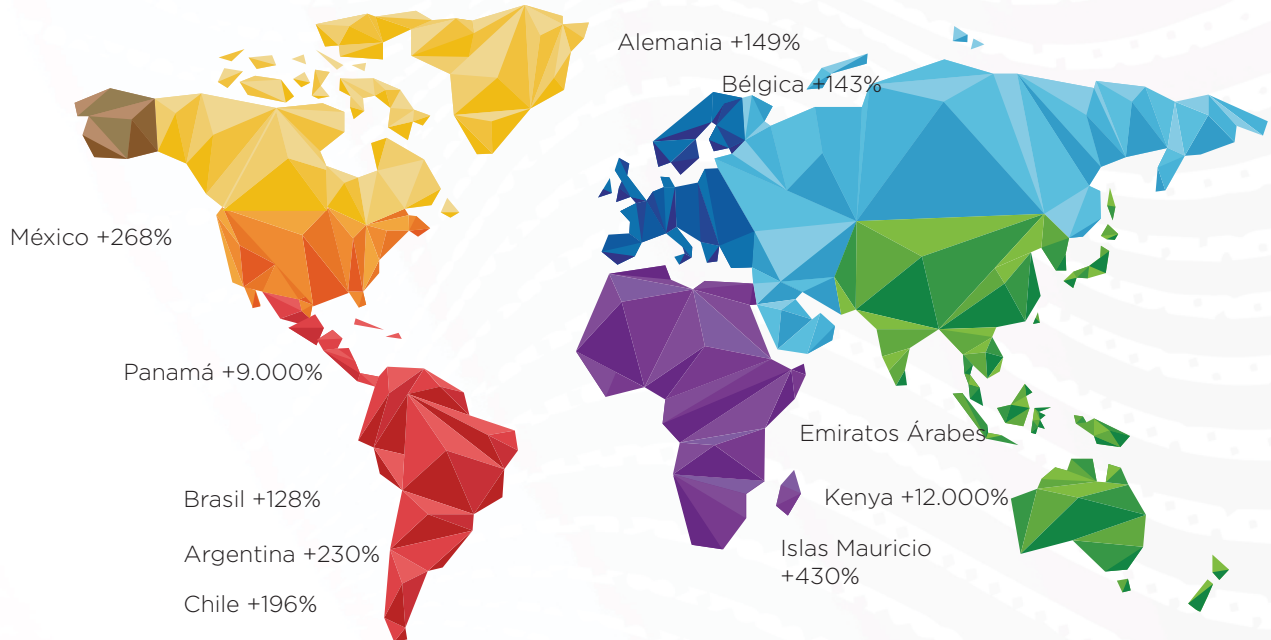 Alemania +149%
Bélgica +143%
México +268%
Panamá +9.000%
Emiratos Árabes
Brasil +128%
Kenya +12.000%
Argentina +230%
Islas Mauricio
+430%
Chile +196%